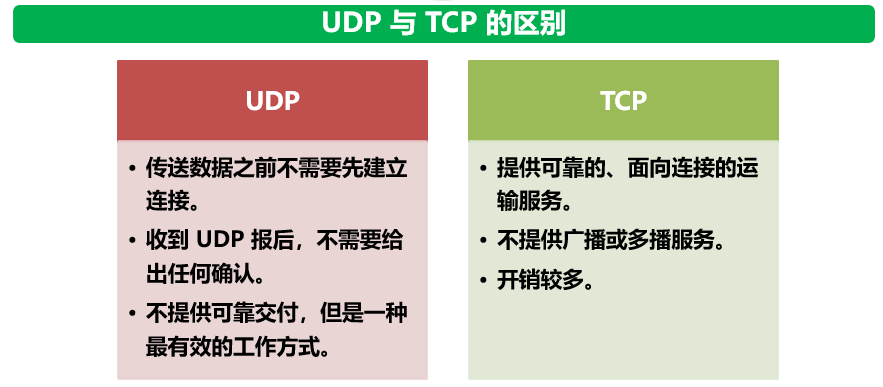 UDP 与 TCP 的区别
UDP
• 传送数据之前不需要先建立
连接。
• 收到 UDP 报后，不需要给
出任何确认。
• 不提供可靠交付，但是一种
最有效的工作方式。
TCP
• 提供可靠的、面向连接的运
输服务。
• 不提供广播或多播服务。
• 开销较多。